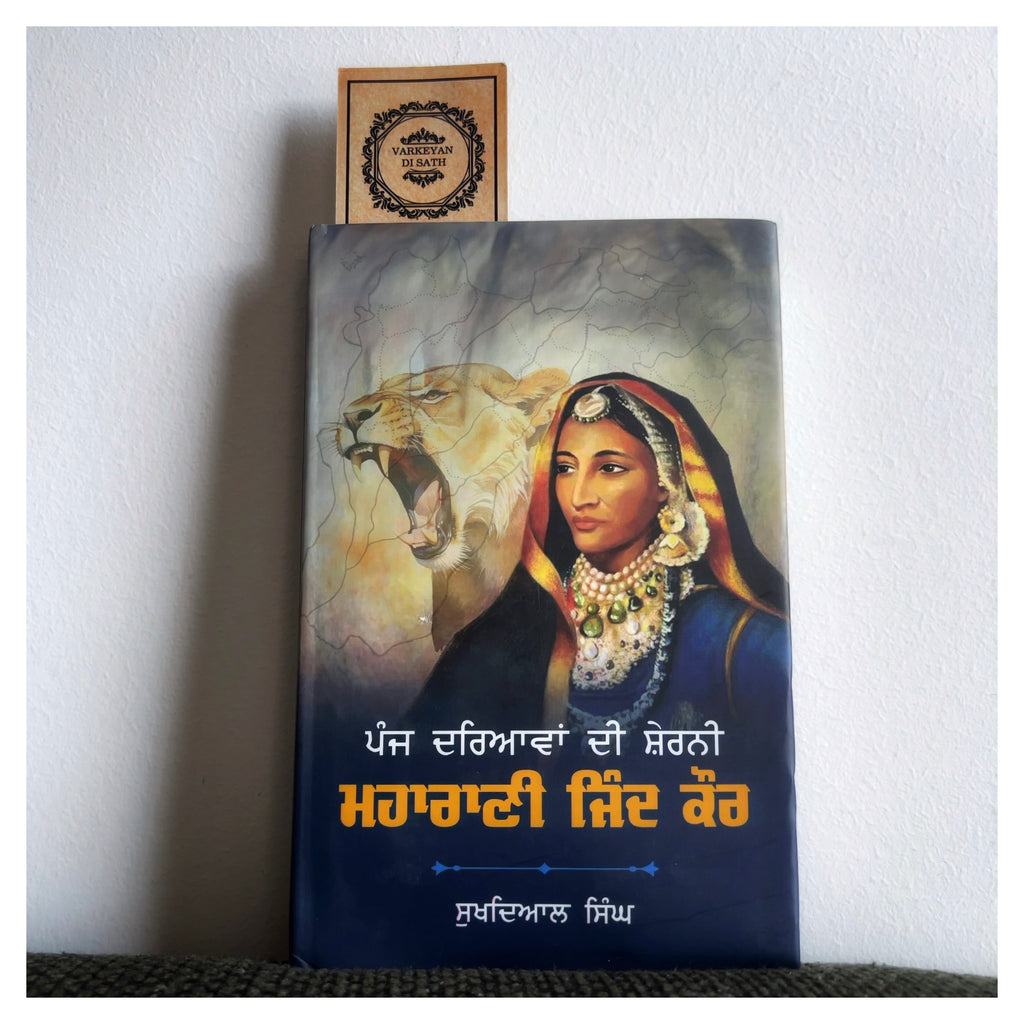 VARKEYAN
DI SATH
ਪੰਜ ਦਰਿਆਵਾਂ ਦੀ ਸ਼ੇਰਨੀ
ਮਹਾਰਾਣੀ ਜਿੰਦ ਕੌਰ
ਸੁਖਦਿਆਲ ਸਿੰਘ